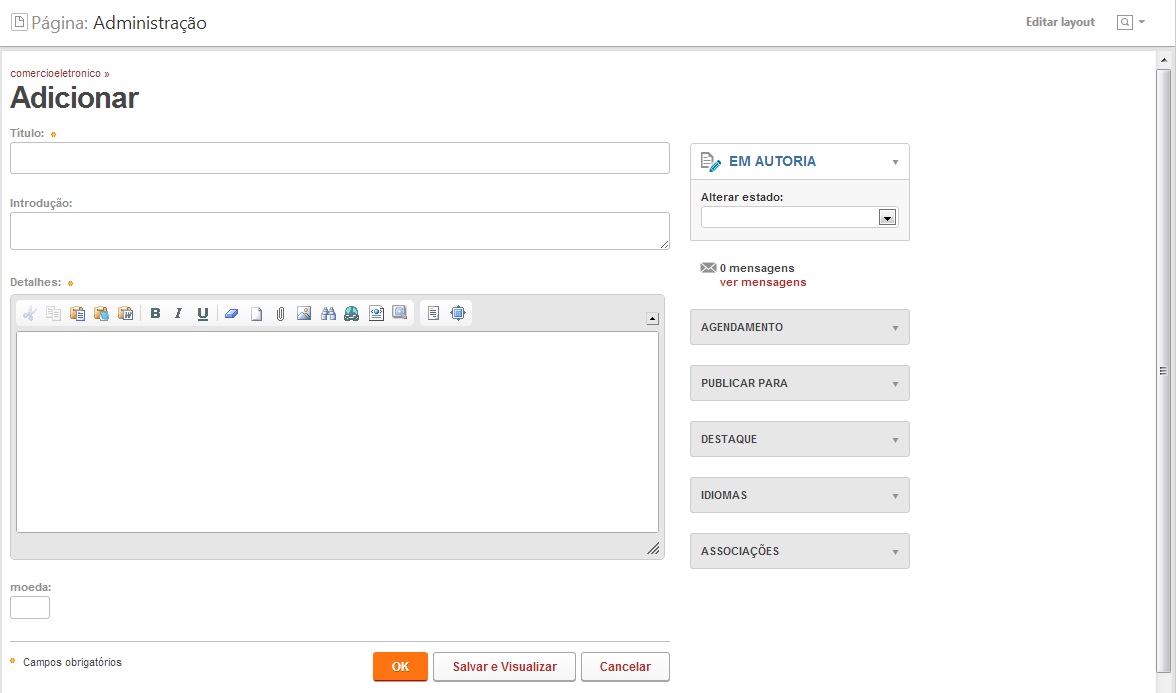 Página: Administração
Editar layout
comercioeletronico »
Adicionar
Título: *
Introdução:
Detalhes: *
B I U
moeda:
* Campos obrigatórios
OK
Salvar e Visualizar
Cancelar
EM AUTORIA
Alterar estado:
0 mensagens
ver mensagens
AGENDAMENTO
PUBLICAR PARA
DESTAQUE
IDIOMAS
ASSOCIAÇÕES